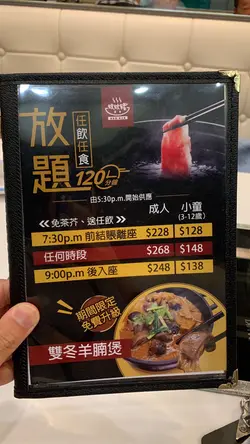 放題
任飲任食
120分鐘
由5:30p.m開始供應
≪免茶芥、送任飲≫ 成人 小童
(3-12歲)
7:30p.m 前結賬離座 $228 $128
任何時段 $268 $148
9:00p.m 後入座 $248 $138
期間限定
免費升級
雙冬羊腩煲